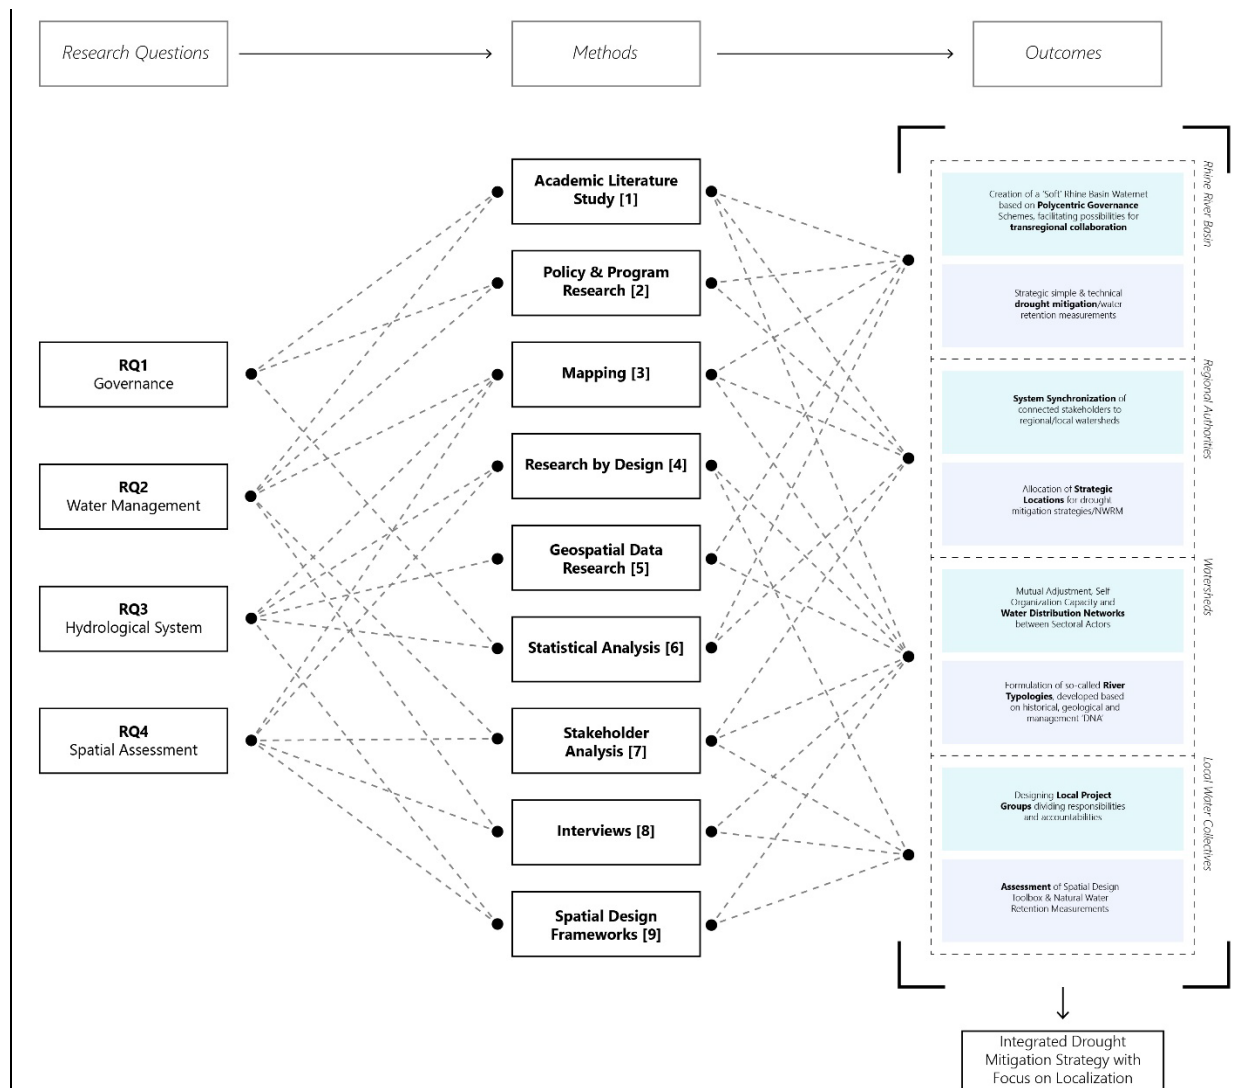 Research Questions
Methods
Outcomes
RQ1
Governance
RQ2
Water Management
RQ3
Hydrological System
RQ4
Spatial Assessment
Academic Literature
Study [1]
Policy & Program
Research [2]
Mapping [3]
Research by Design [4]
Geospatial Data
Research [5]
Statistical Analysis [6]
Stakeholder
Analysis [7]
Interviews [8]
Spatial Design
Frameworks [9]
Rhine River Basin
Creation of a 'Soft' Rhine Basin Waternet
based on Polycentric Governance
Schemes, facilitating possibilities for
transregional collaboration
Strategic simple & technical
drought mitigation/water
retention measurements
Regional Authorities
System Synchronization of
connected stakeholders to
regional/local watersheds
Allocation of Strategic
Locations for drought
mitigation strategies/NWRM
Watersheds
Mutual Adjustment, Self
Organization Capacity and
Water Distribution Networks
between Sectoral Actors
Formulation of so-called River
Typologies, developed based
on historical, geological and
management 'DNA'
Local Water Collectives
Designing Local Project
Groups dividing responsibilities
and accountabilities
Assessment of Spatial Design
Toolbox & Natural Water
Retention Measurements
Integrated Drought
Mitigation Strategy with
Focus on Localization